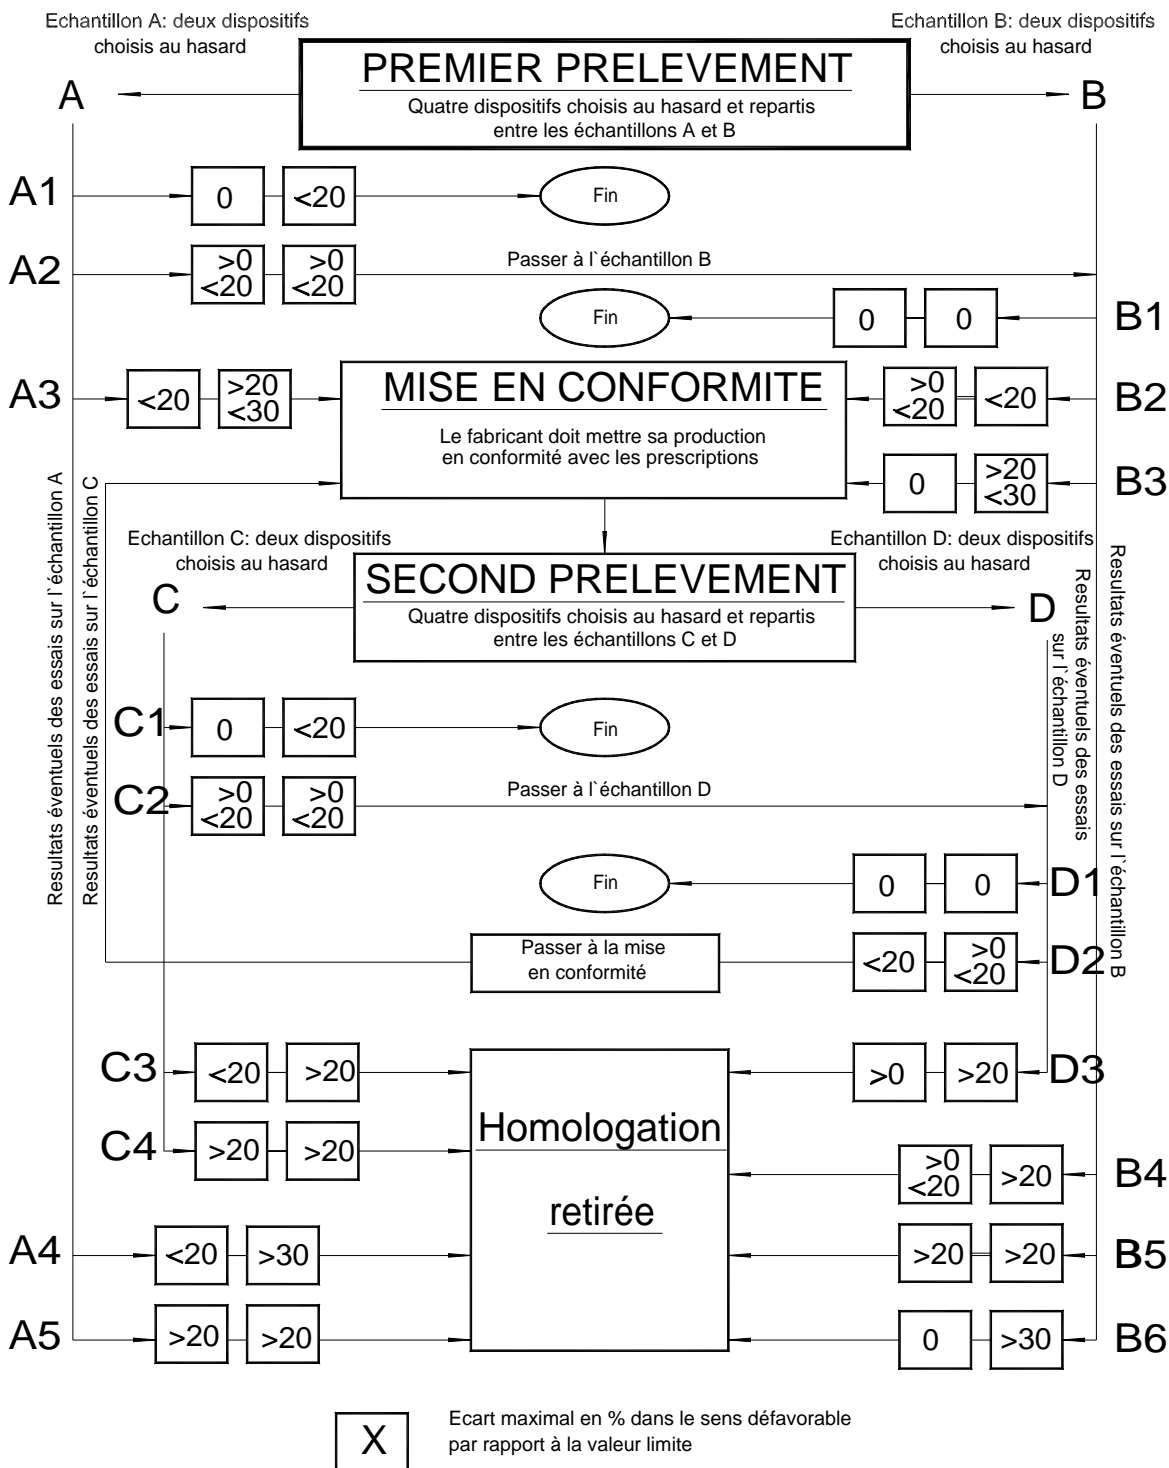 Echantillon A: deux dispositifs
choisis au hasard
Echantillon B: deux dispositifs
choisis au hasard
PREMIER PRELEVEMENT
Quatre dispositifs choisis au hasard et repartis
entre les échantillons A et B
A
B
A1
0
<20
Fin
A2
>0
<20
>0
<20
Passer à l`échantillon B
Fin
0
0
B1
A3
<20
>20
<30
MISE EN CONFORMITE
Le fabricant doit mettre sa production
en conformité avec les prescriptions
>0
<20
<20
B2
0
>20
<30
B3
Resultats éventuels des essais sur l`échantillon A
Resultats éventuels des essais sur l`échantillon C
Echantillon C: deux dispositifs
choisis au hasard
Echantillon D: deux dispositifs
choisis au hasard
SECOND PRELEVEMENT
Quatre dispositifs choisis au hasard et repartis
entre les échantillons C et D
C
D
Resultats éventuels des essais
sur l`échantillon D
Resultats éventuels des essais sur l`échantillon B
C1
0
<20
Fin
C2
>0
<20
>0
<20
Passer à l`échantillon D
Fin
0
0
D1
Passer à la mise
en conformité
<20
>0
<20
D2
C3
<20
>20
Homologation
retirée
>0
>20
D3
C4
>20
>20
>0
<20
>20
B4
A4
<20
>30
>20
>20
B5
A5
>20
>20
0
>30
B6
X
Ecart maximal en % dans le sens défavorable
par rapport à la valeur limite